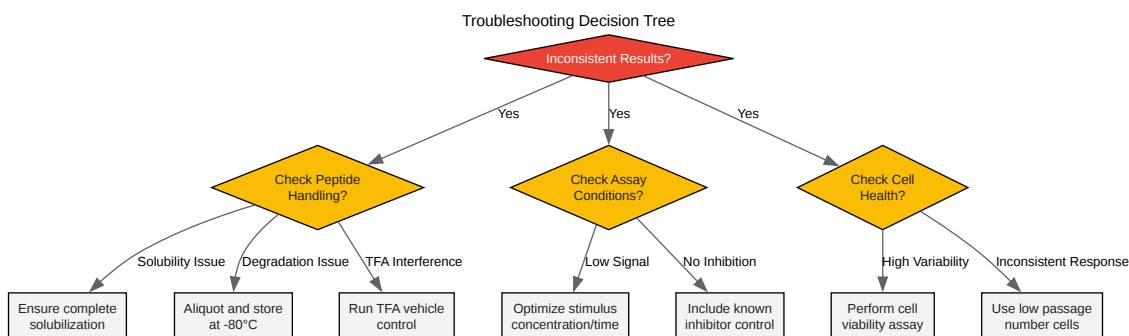 Troubleshooting Decision Tree
Inconsistent Results?
Yes
Yes
Yes
Check Peptide
Handling?
Check Assay
Conditions?
Check Cell
Health?
Solubility Issue
Degradation Issue
TFA Interference
Low Signal
No Inhibition
High Variability
Inconsistent Response
Ensure complete
solubilization
Aliquot and store
at -80°C
Run TFA vehicle
control
Optimize stimulus
concentration/time
Include known
inhibitor control
Perform cell
viability assay
Use low passage
number cells